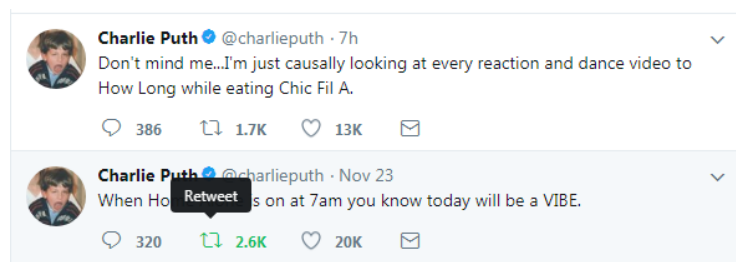 Charlie Puth @charlieputh · 7h
Don't mind me...I'm just causally looking at every reaction and dance video to
How Long while eating Chic Fil A.
386 1.7K 13K
Charlie Puth @charlieputh · Nov 23
Retweet
When is on at 7am you know today will be a VIBE.
320 2.6K 20K